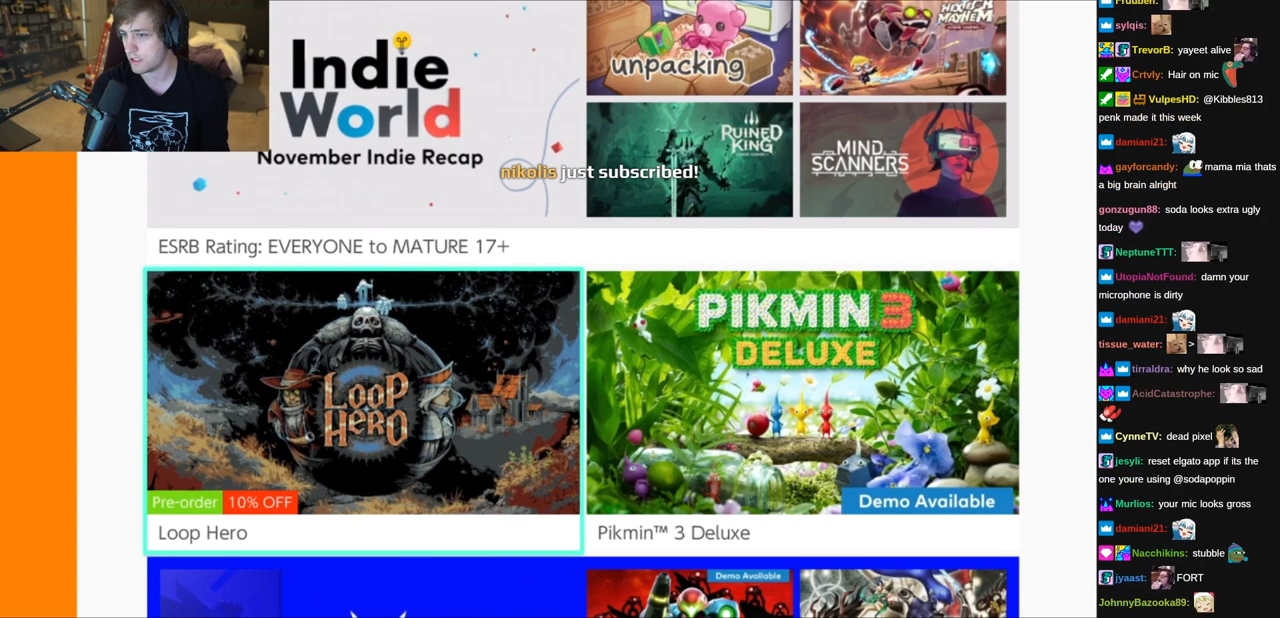 Indie
World
November Indie Recap
unpacking
HEXTECH
MAYHEM
RUINED
KING
MIND
SCANNERS
nikolis just subscribed!
ESRB Rating: EVERYONE to MATURE 17+
LOOP
HERO
Pre-order 10% OFF
Loop Hero
PIKMIN 3
DELUXE
Demo Available
Pikmin™ 3 Deluxe
Demo Available
Fruuben:
sylqis:
TrevorB: yayeet alive
Crtvly: Hair on mic
VulpesHD: @Kibbles813
penk made it this week
damiani21:
gayforcandy: mama mia thats
a big brain alright
gonzugun88: soda looks extra ugly
today
NeptuneTTT:
UtopiaNotFound: damn your
microphone is dirty
damiani21:
tissue_water: >
tirraldra: why he look so sad
AcidCatastrophe:
CynneTV: dead pixel
jesyli: reset elgato app if its the
one youre using @sodapoppin
Murlios: your mic looks gross
damiani21:
Nacchikins: stubble
jyaast: FORT
JohnnyBazooka89: